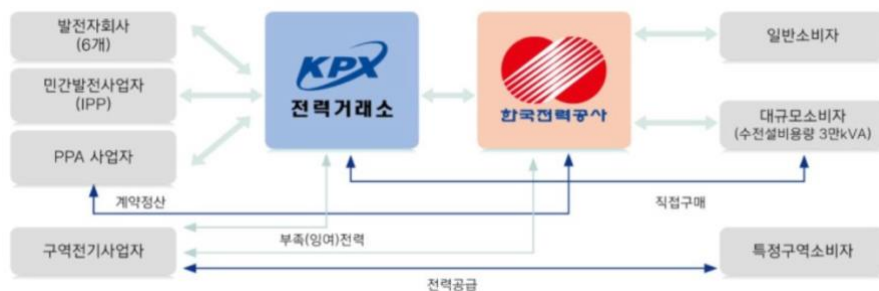 발전자회사
(6개)
민간발전사업자
(IPP)
PPA 사업자
구역전기사업자
KPX
전력거래소
한국전력공사
일반소비자
대규모소비자
(수전설비용량 3만kVA)
특정구역소비자
계약정산
직접구매
부족(잉여)전력
전력공급